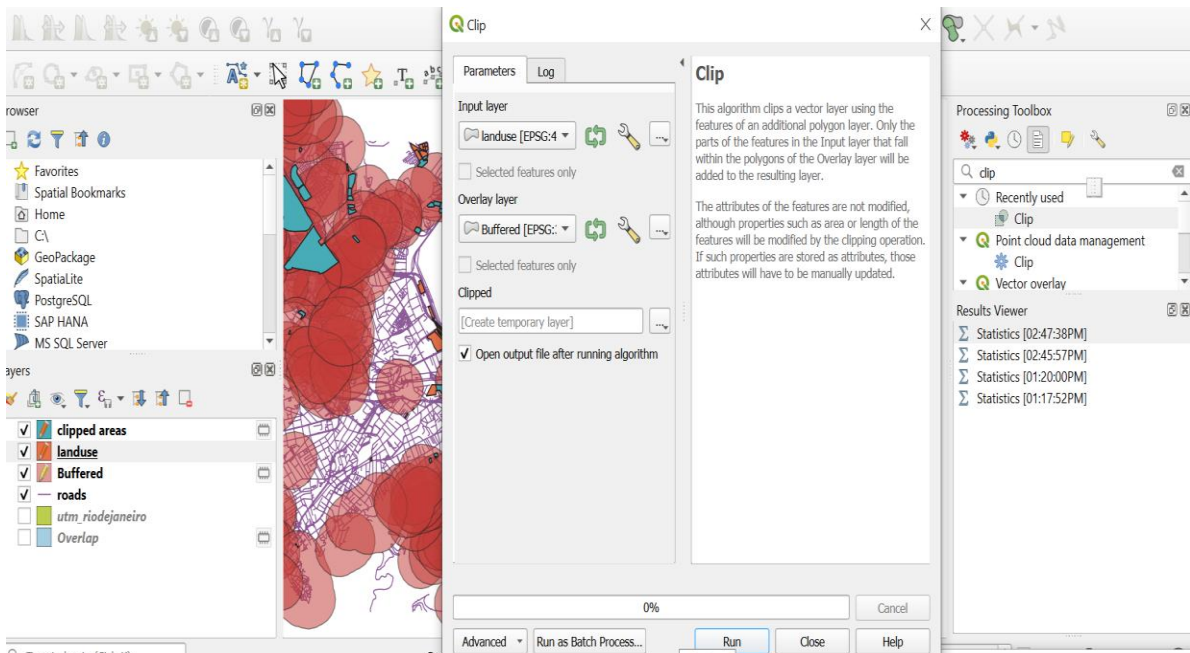 Clip
Parameters
Log
Input layer
landuse [EPSG:4
Selected features only
Overlay layer
Buffered [EPSG:
Selected features only
Clipped
[Create temporary layer]
Open output file after running algorithm
Clip
This algorithm clips a vector layer using the
features of an additional polygon layer. Only the
parts of the features in the Input layer that fall
within the polygons of the Overlay layer will be
added to the resulting layer.
The attributes of the features are not modified,
although properties such as area or length of the
features will be modified by the clipping operation.
If such properties are stored as attributes, those
attributes will have to be manually updated.
0%
Cancel
Advanced
Run as Batch Process...
Run
Close
Help
rowser
Favorites
Spatial Bookmarks
Home
C:\
GeoPackage
SpatiaLite
PostgreSQL
SAP HANA
MS SQL Server
ayers
clipped areas
landuse
Buffered
roads
utm_riodejaneiro
Overlap
Processing Toolbox
clip
Recently used
Clip
Point cloud data management
Clip
Vector overlay
Results Viewer
Statistics [02:47:38PM]
Statistics [02:45:57PM]
Statistics [01:20:00PM]
Statistics [01:17:52PM]